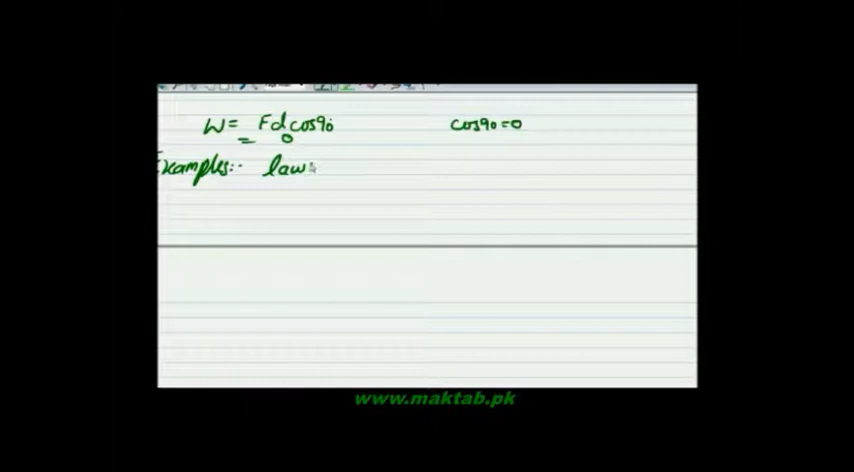 W = Fd cos90 cos90=0
= 0
Examples:- law
www.maktab.pk